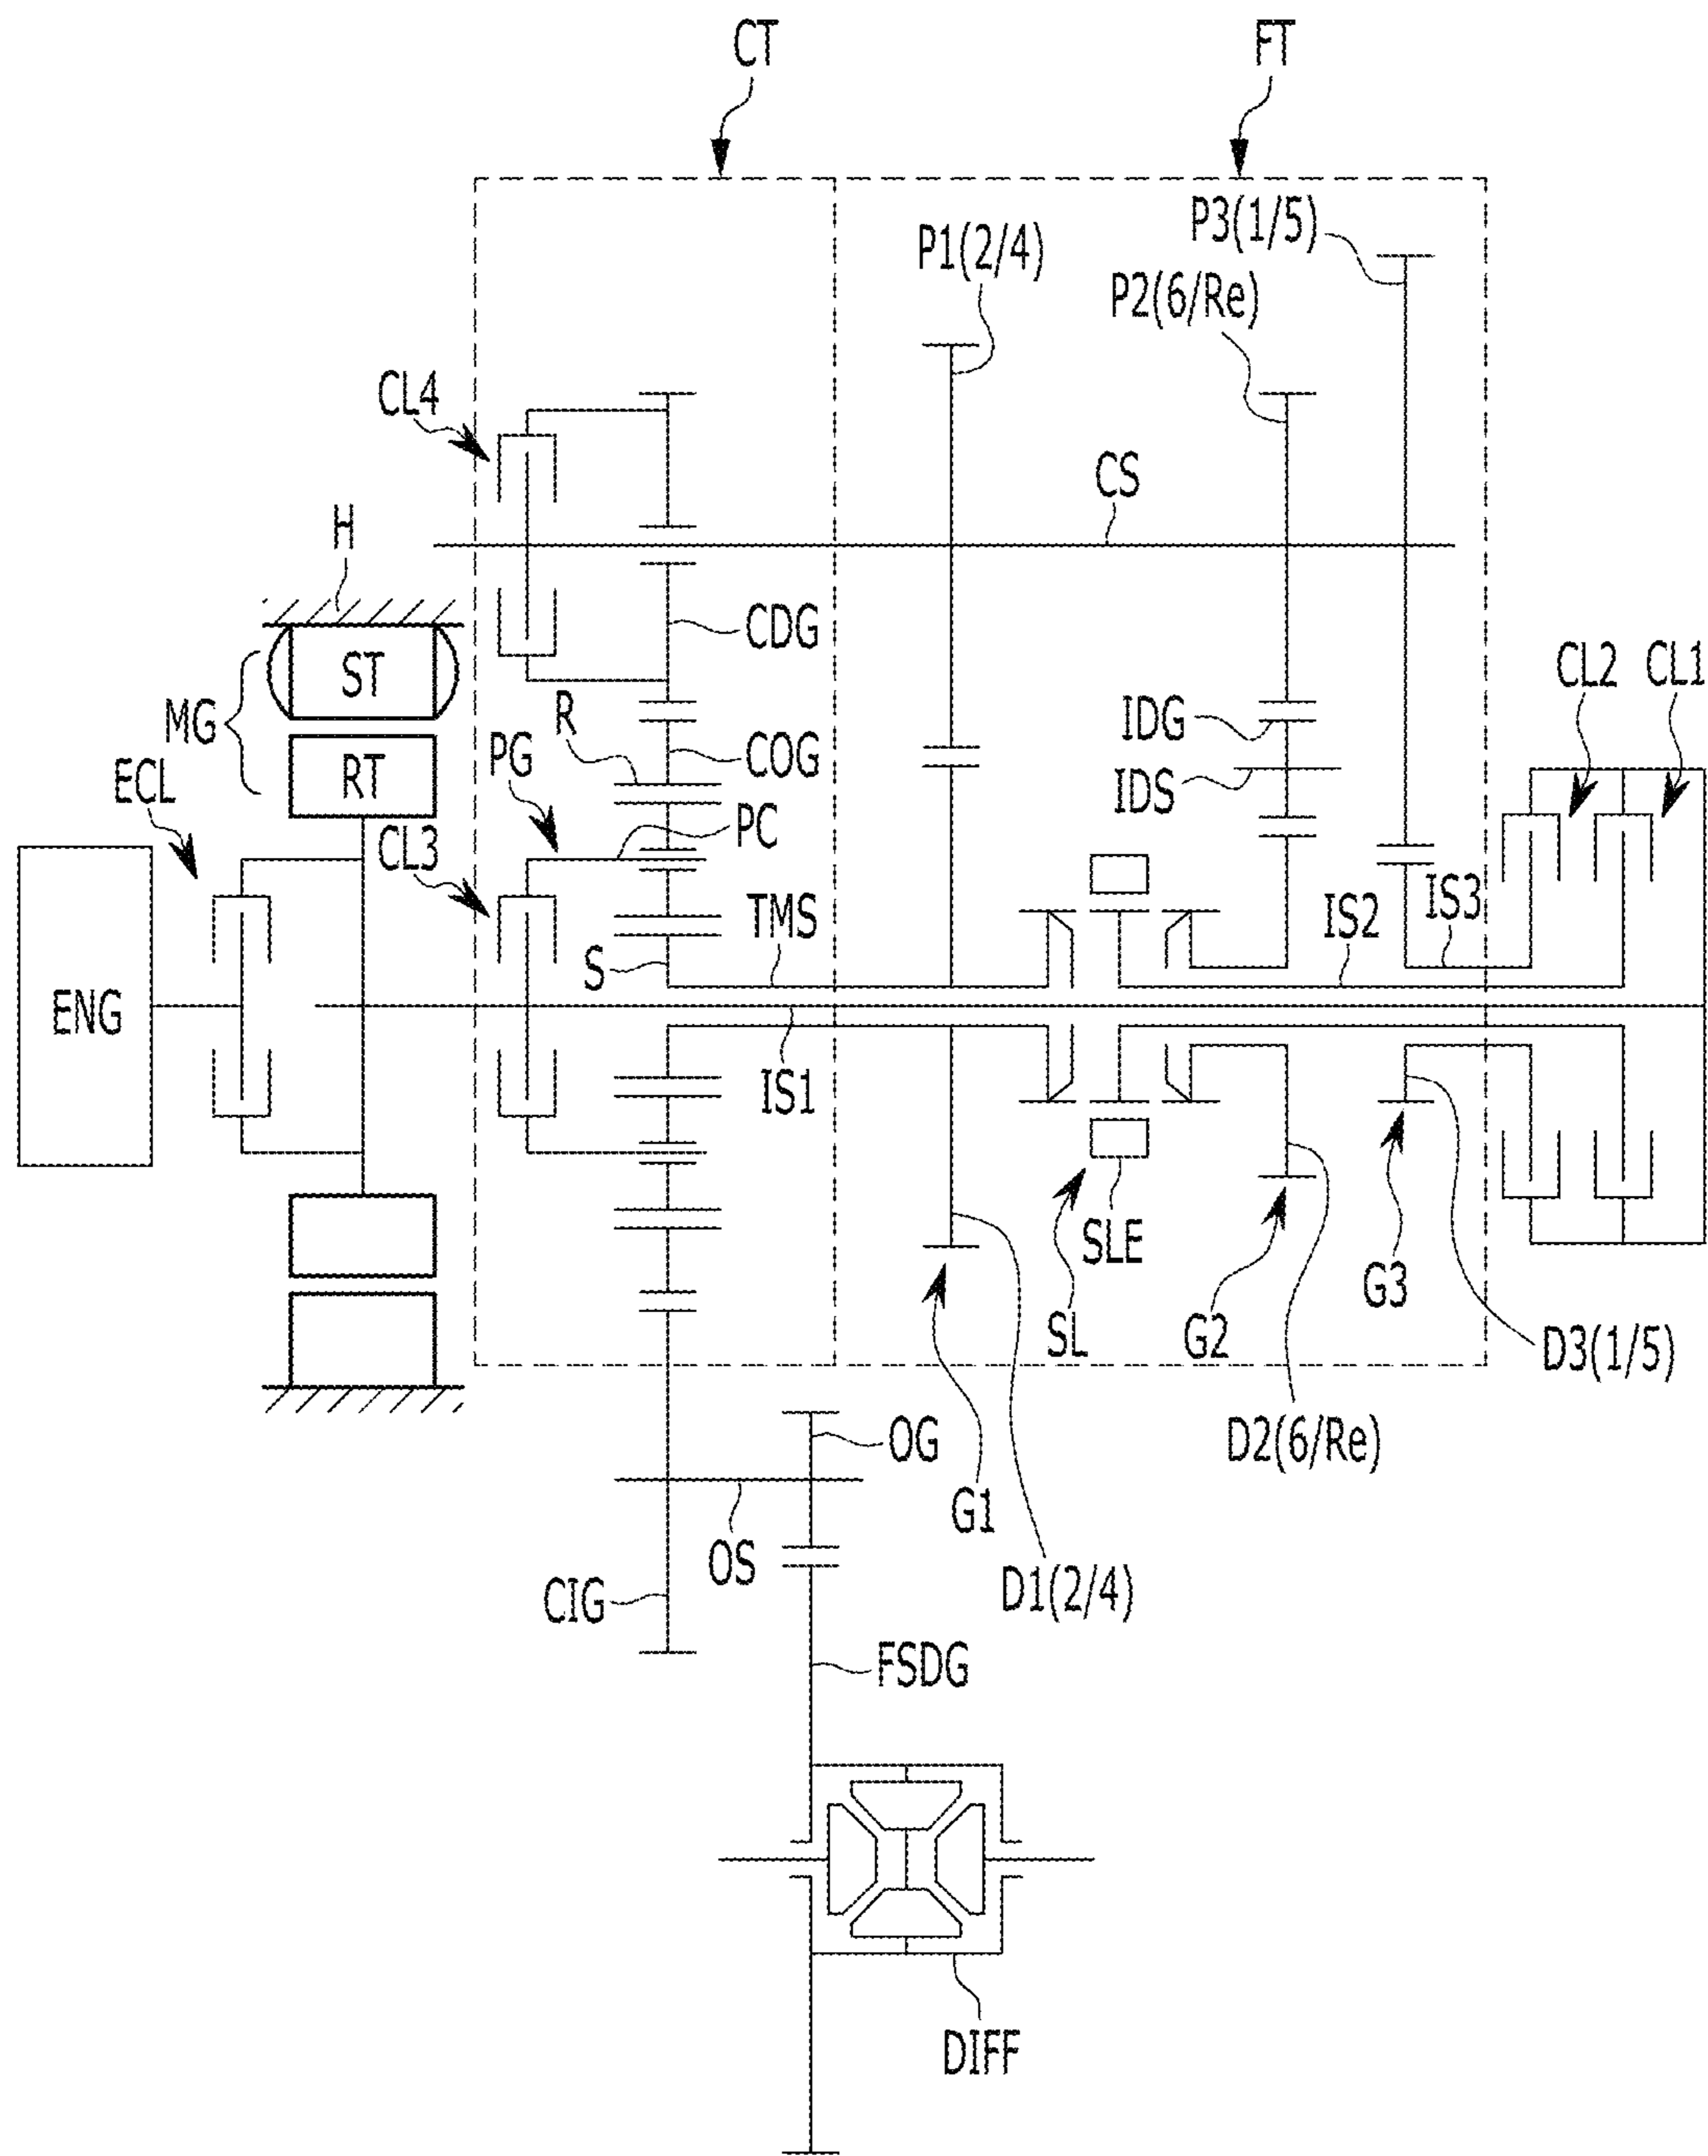 CT
FT
P3(1/5)
P1(2/4)
P2(6/Re)
CL4
CS
H
CDG
ST
CL2
CL1
MG
R
IDG
PG
COG
RT
IDS
ECL
PC
CL3
TMS
IS2
IS3
S
ENG
IS1
SLE
G3
SL
G2
D3(1/5)
OG
D2(6/Re)
G1
OS
D1(2/4)
CIG
FSDG
DIFF